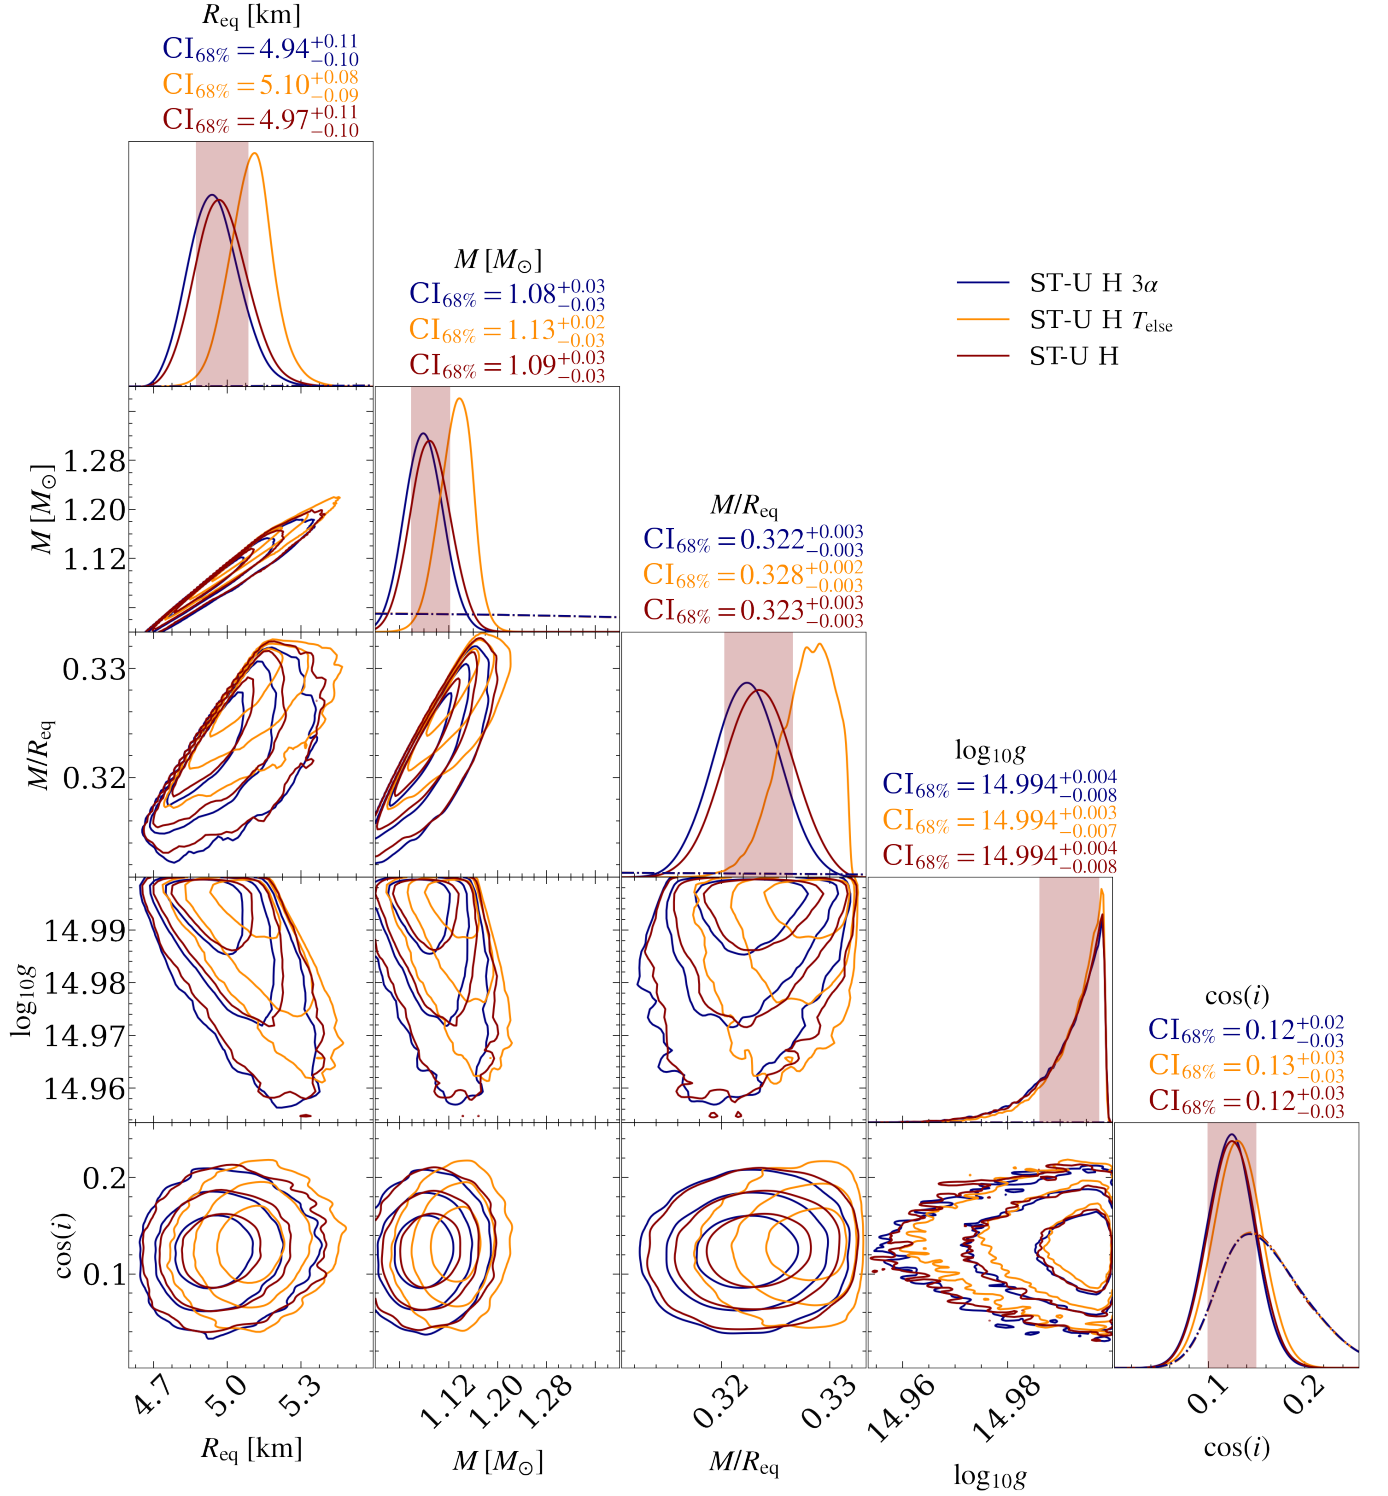 R_eq [km]
CI_68% = 4.94^{+0.11}_{−0.10}
CI_68% = 5.10^{+0.08}_{−0.09}
CI_68% = 4.97^{+0.11}_{−0.10}
M [M_⊙]
CI_68% = 1.08^{+0.03}_{−0.03}
CI_68% = 1.13^{+0.02}_{−0.03}
CI_68% = 1.09^{+0.03}_{−0.03}
ST-U H 3α
ST-U H T_else
ST-U H
M/R_eq
CI_68% = 0.322^{+0.003}_{−0.003}
CI_68% = 0.328^{+0.002}_{−0.003}
CI_68% = 0.323^{+0.003}_{−0.003}
log₁₀g
CI_68% = 14.994^{+0.004}_{−0.008}
CI_68% = 14.994^{+0.003}_{−0.007}
CI_68% = 14.994^{+0.004}_{−0.008}
cos(i)
CI_68% = 0.12^{+0.02}_{−0.03}
CI_68% = 0.13^{+0.03}_{−0.03}
CI_68% = 0.12^{+0.03}_{−0.03}
M [M_⊙]
1.28
1.20
1.12
M/R_eq
0.33
0.32
log₁₀g
14.99
14.98
14.97
14.96
cos(i)
0.2
0.1
4.7 5.0 5.3
R_eq [km]
1.12 1.20 1.28
M [M_⊙]
0.32 0.33
M/R_eq
14.96 14.98
log₁₀g
0.1 0.2
cos(i)